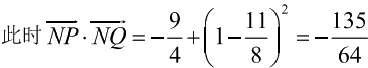 此时 $\overrightarrow{NP} \cdot \overrightarrow{NQ} = -\frac{9}{4} + \left(1 - \frac{11}{8}\right)^2 = -\frac{135}{64}$